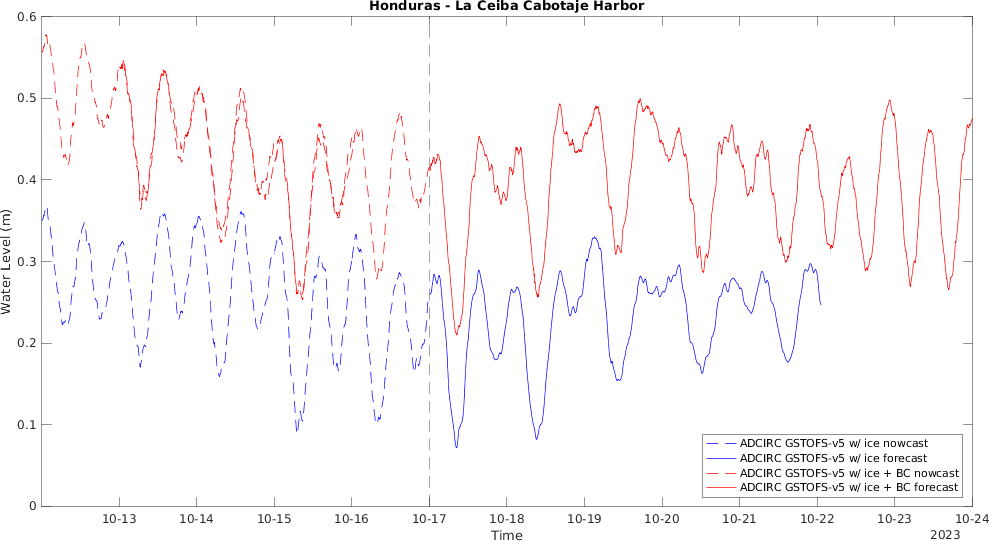 Honduras - La Ceiba Cabotaje Harbor
0.6
0.5
0.4
0.3
0.2
0.1
0
Water Level (m)
10-13 10-14 10-15 10-16 10-17 10-18 10-19 10-20 10-21 10-22 10-23 10-24
Time
2023
ADCIRC GSTOFS-v5 w/ ice nowcast
ADCIRC GSTOFS-v5 w/ ice forecast
ADCIRC GSTOFS-v5 w/ ice + BC nowcast
ADCIRC GSTOFS-v5 w/ ice + BC forecast